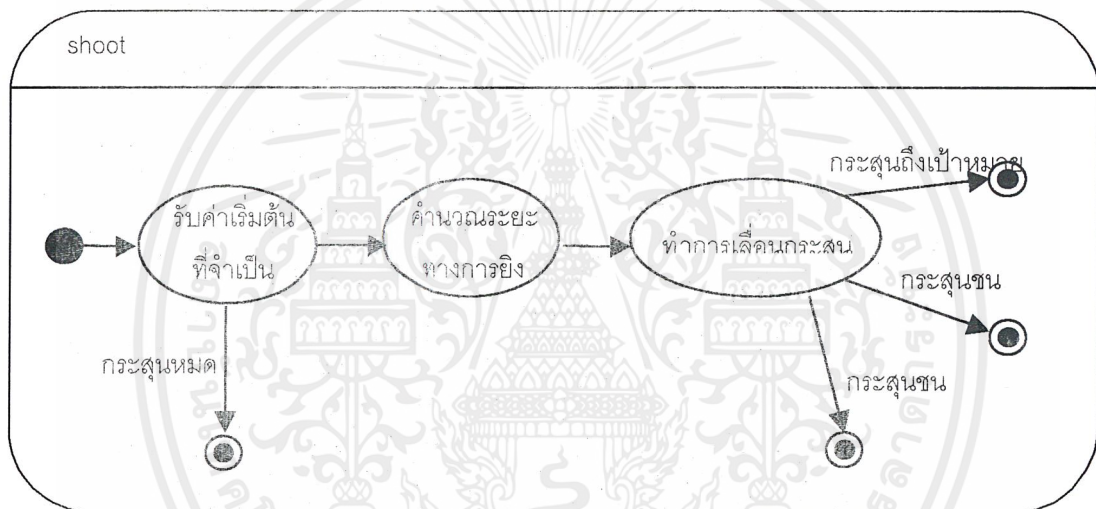 shoot
กระสุนถึงเป้าหมาย
รับค่าเริ่มต้น
ที่จำเป็น
คำนวณระยะ
ทางการยิง
ทำการเลื่อนกระสน
กระสุนชน
กระสุนหมด
กระสุนชน